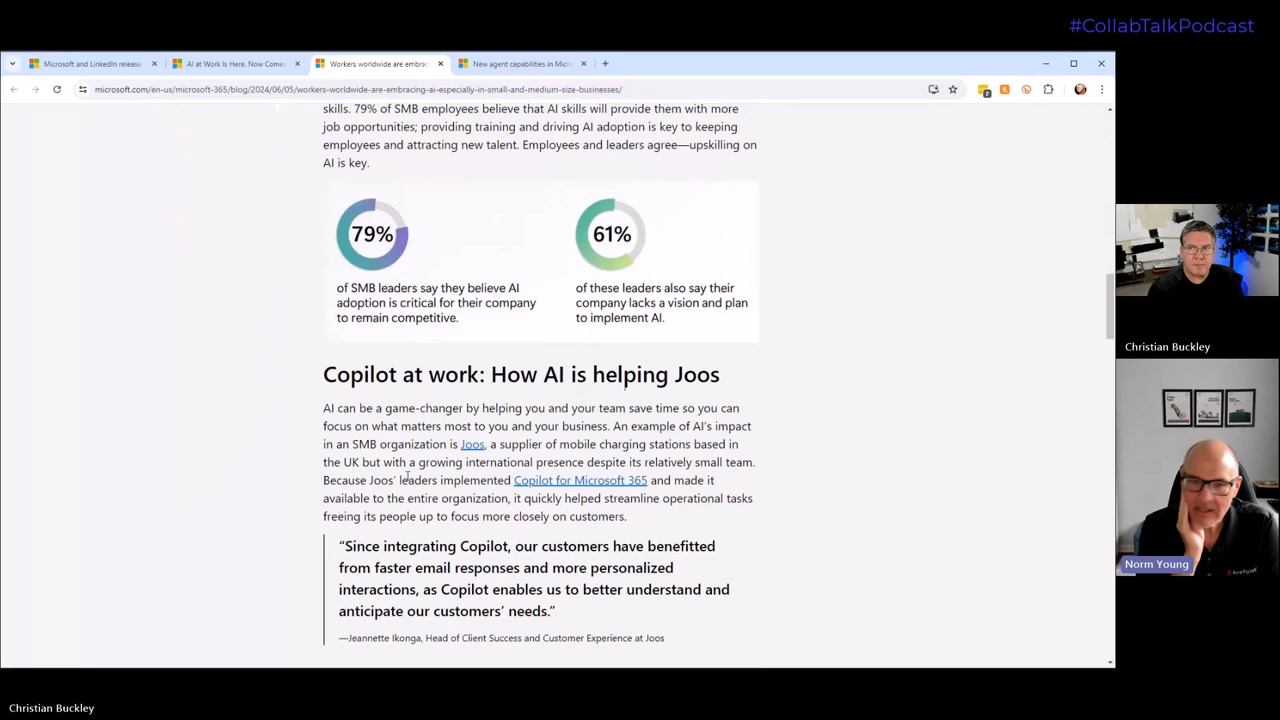 #CollabTalkPodcast
Microsoft and LinkedIn release
AI at Work Is Here. Now Comes
Workers worldwide are embrac
New agent capabilities in Micro
microsoft.com/en-us/microsoft-365/blog/2024/06/05/workers-worldwide-are-embracing-ai-especially-in-small-and-medium-size-businesses/
skills. 79% of SMB employees believe that AI skills will provide them with more
job opportunities; providing training and driving AI adoption is key to keeping
employees and attracting new talent. Employees and leaders agree—upskilling on
AI is key.
79%
of SMB leaders say they believe AI
adoption is critical for their company
to remain competitive.
61%
of these leaders also say their
company lacks a vision and plan
to implement AI.
Copilot at work: How AI is helping Joos
AI can be a game-changer by helping you and your team save time so you can
focus on what matters most to you and your business. An example of AI's impact
in an SMB organization is Joos, a supplier of mobile charging stations based in
the UK but with a growing international presence despite its relatively small team.
Because Joos' leaders implemented Copilot for Microsoft 365 and made it
available to the entire organization, it quickly helped streamline operational tasks
freeing its people up to focus more closely on customers.
“Since integrating Copilot, our customers have benefitted
from faster email responses and more personalized
interactions, as Copilot enables us to better understand and
anticipate our customers’ needs.”
—Jeannette Ikonga, Head of Client Success and Customer Experience at Joos
Christian Buckley
AvePoint
Norm Young
Christian Buckley